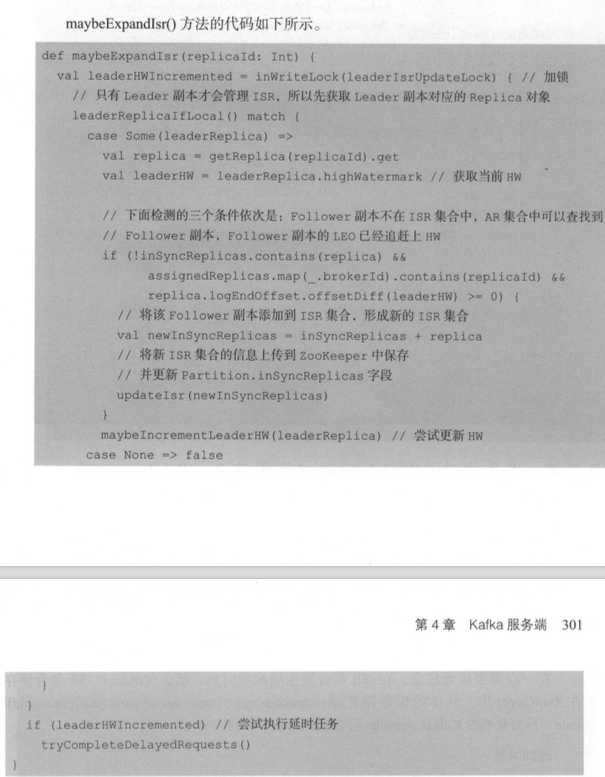 maybeExpandIsr() 方法的代码如下所示。
def maybeExpandIsr(replicaId: Int) {
val leaderHWIncremented = inWriteLock(leaderIsrUpdateLock) { // 加锁
// 只有 Leader 副本才会管理 ISR，所以先获取 Leader 副本对应的 Replica 对象
leaderReplicaIfLocal() match {
case Some(leaderReplica) =>
val replica = getReplica(replicaId).get
val leaderHW = leaderReplica.highWatermark // 获取当前 HW
// 下面检测的三个条件依次是：Follower 副本不在 ISR 集合中，AR 集合中可以查找到
// Follower 副本，Follower 副本的 LEO 已经追赶上 HW
if (!inSyncReplicas.contains(replica) &&
assignedReplicas.map(_.brokerId).contains(replicaId) &&
replica.logEndOffset.offsetDiff(leaderHW) >= 0) {
// 将该 Follower 副本添加到 ISR 集合，形成新的 ISR 集合
val newInSyncReplicas = inSyncReplicas + replica
// 将新 ISR 集合的信息上传到 ZooKeeper 中保存
// 并更新 Partition.inSyncReplicas 字段
updateIsr(newInSyncReplicas)
}
maybeIncrementLeaderHW(leaderReplica) // 尝试更新 HW
case None => false
第 4 章 Kafka 服务端 301
}
}
if (leaderHWIncremented) // 尝试执行延时任务
tryCompleteDelayedRequests()
}